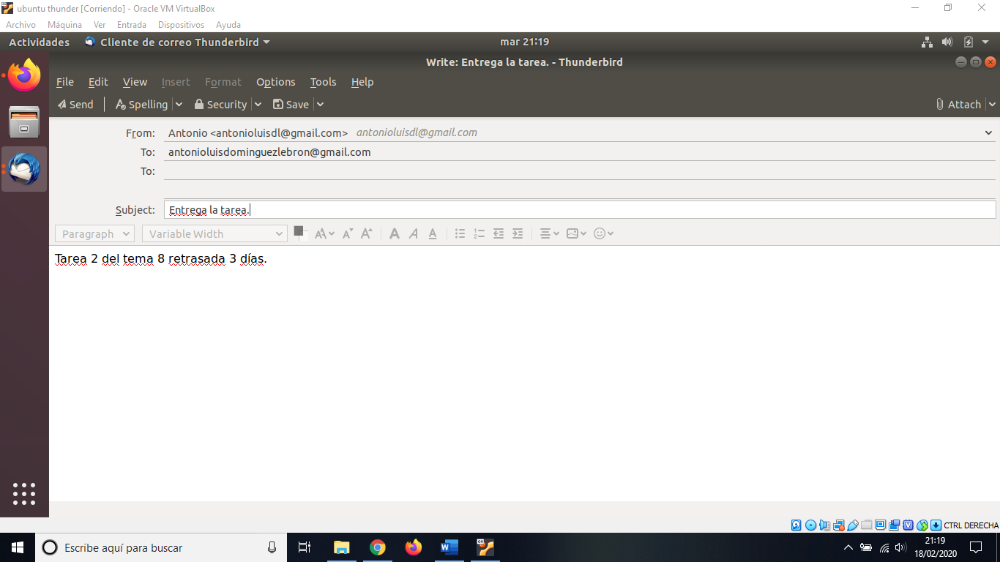 ubuntu thunder [Corriendo] - Oracle VM VirtualBox
Archivo Máquina Ver Entrada Dispositivos Ayuda
Actividades Cliente de correo Thunderbird mar 21:19
Write: Entrega la tarea. - Thunderbird
File Edit View Insert Format Options Tools Help
Send Spelling Security Save Attach
From: Antonio <antonioluisdl@gmail.com> antonioluisdl@gmail.com
To: antonioluisdominguezlebron@gmail.com
To:
Subject: Entrega la tarea.
Paragraph Variable Width
Tarea 2 del tema 8 retrasada 3 días.
CTRL DERECHA
Escribe aquí para buscar
21:19
18/02/2020